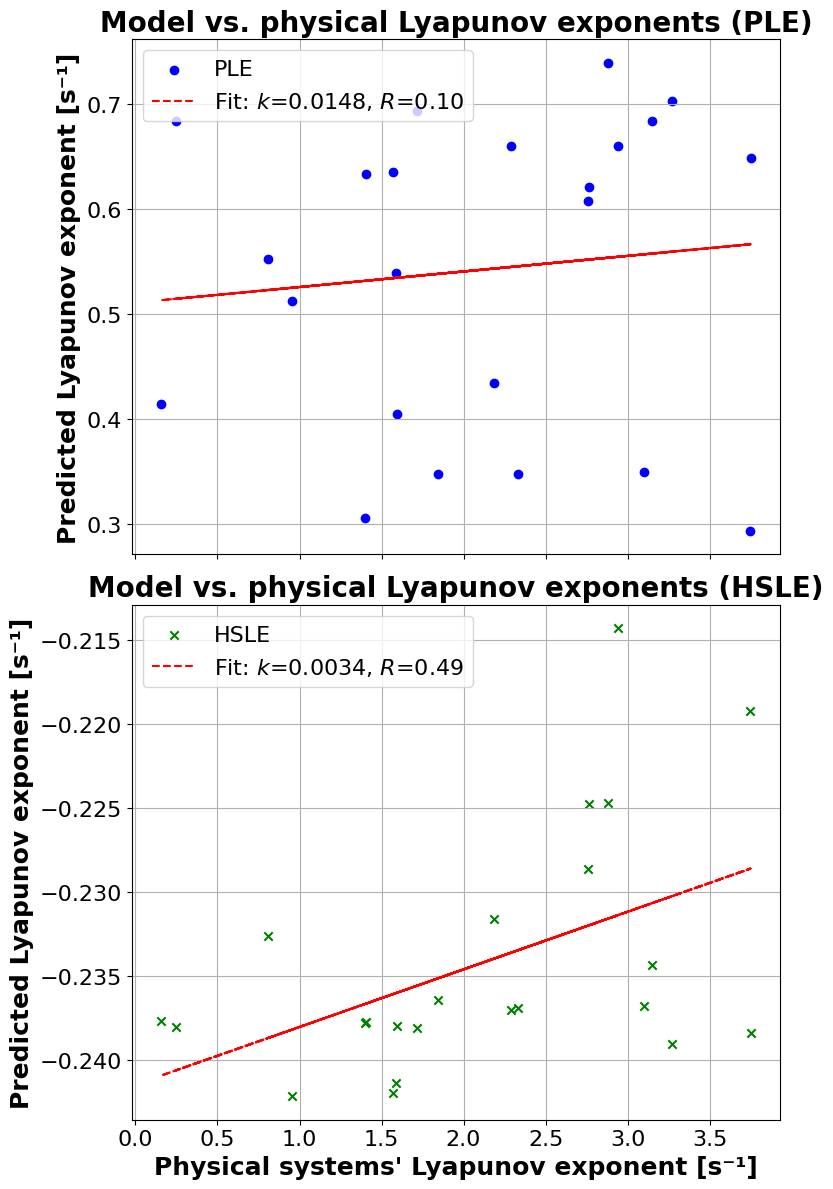 Model vs. physical Lyapunov exponents (PLE)
Predicted Lyapunov exponent [s⁻¹]
PLE
Fit: k=0.0148, R=0.10
0.7
0.6
0.5
0.4
0.3
Model vs. physical Lyapunov exponents (HSLE)
Predicted Lyapunov exponent [s⁻¹]
HSLE
Fit: k=0.0034, R=0.49
−0.215
−0.220
−0.225
−0.230
−0.235
−0.240
0.0 0.5 1.0 1.5 2.0 2.5 3.0 3.5
Physical systems' Lyapunov exponent [s⁻¹]